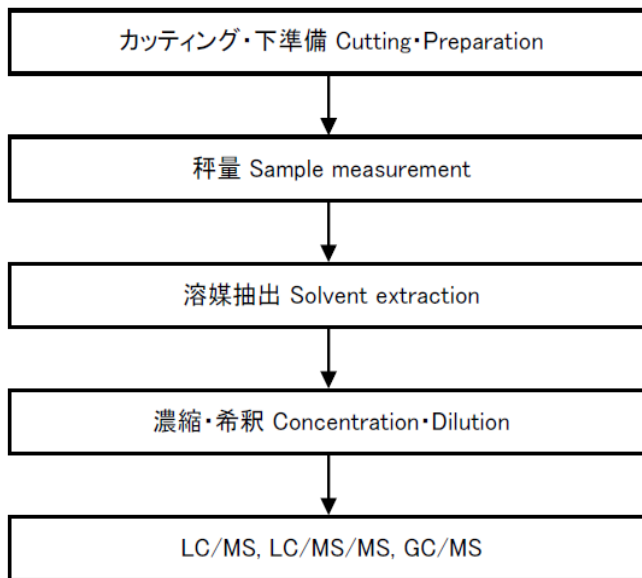 カッティング・下準備 Cutting・Preparation
秤量 Sample measurement
溶媒抽出 Solvent extraction
濃縮・希釈 Concentration・Dilution
LC/MS, LC/MS/MS, GC/MS